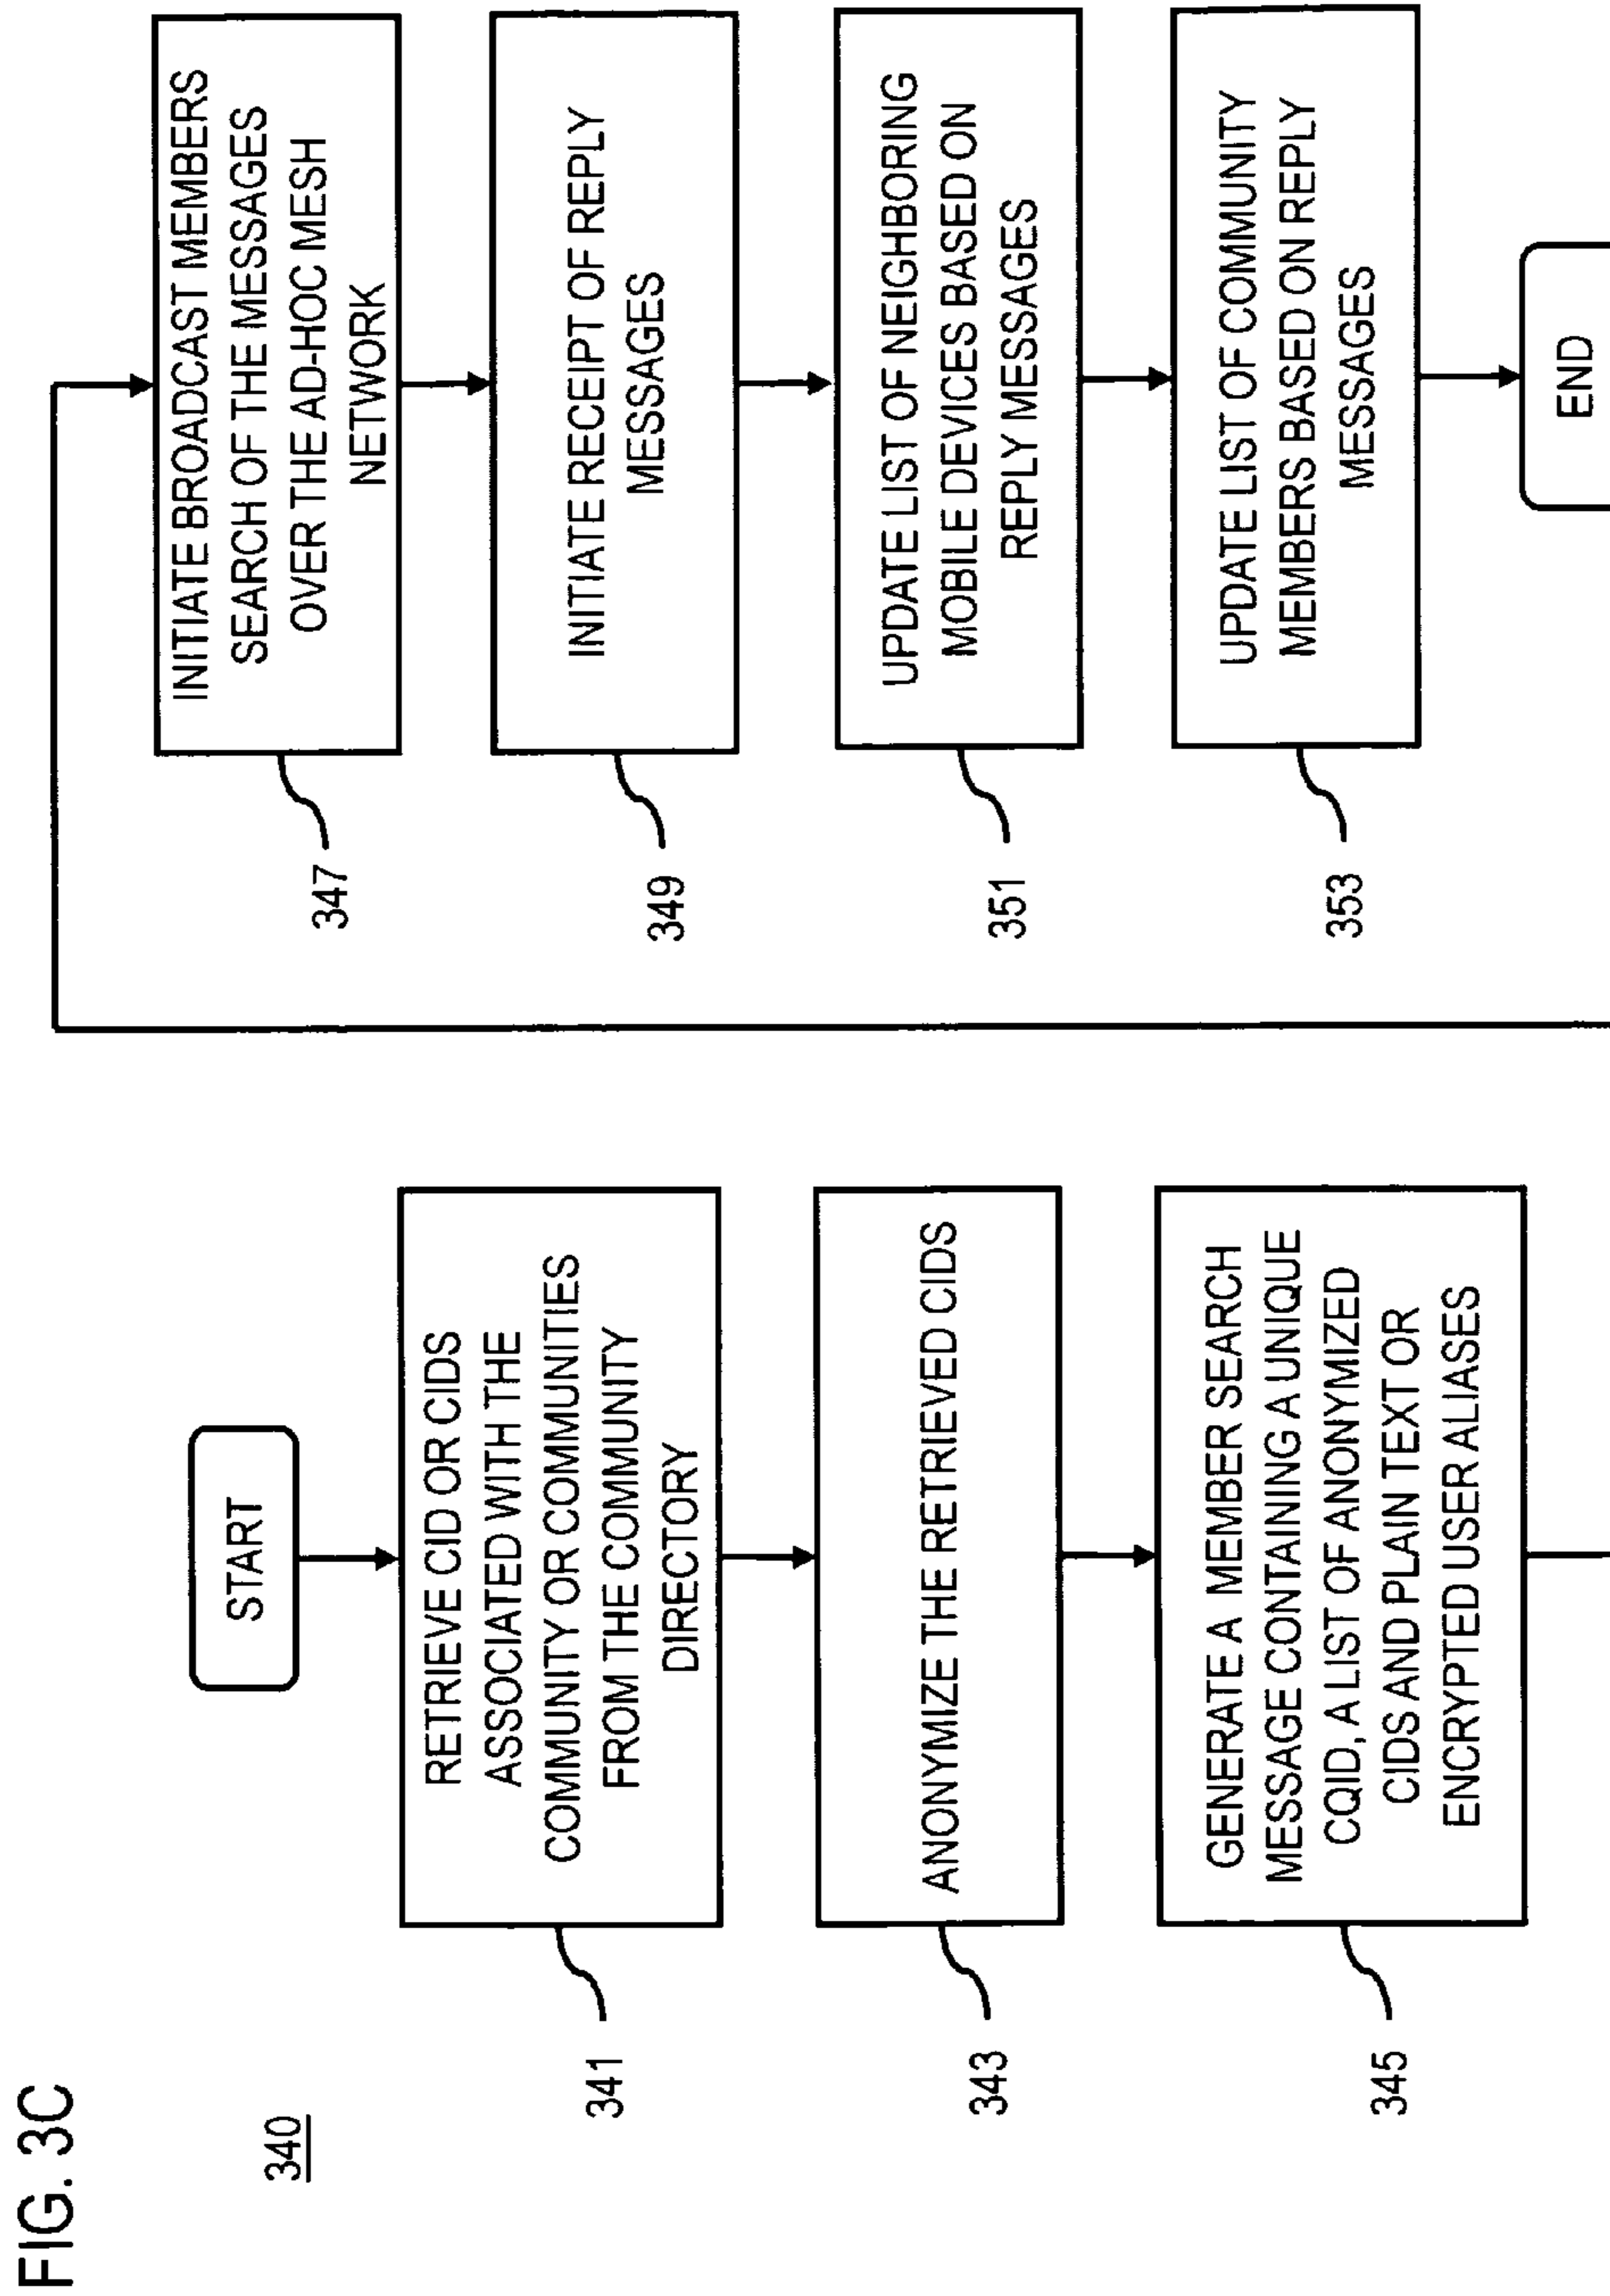 FIG. 3C
340
START
RETRIEVE CID OR CIDS
ASSOCIATED WITH THE
COMMUNITY OR COMMUNITIES
FROM THE COMMUNITY
DIRECTORY
341
ANONYMIZE THE RETRIEVED CIDS
343
GENERATE A MEMBER SEARCH
MESSAGE CONTAINING A UNIQUE
CQID, A LIST OF ANONYMIZED
CIDS AND PLAIN TEXT OR
ENCRYPTED USER ALIASES
345
INITIATE BROADCAST MEMBERS
SEARCH OF THE MESSAGES
OVER THE AD-HOC MESH
NETWORK
347
INITIATE RECEIPT OF REPLY
MESSAGES
349
UPDATE LIST OF NEIGHBORING
MOBILE DEVICES BASED ON
REPLY MESSAGES
351
UPDATE LIST OF COMMUNITY
MEMBERS BASED ON REPLY
MESSAGES
353
END